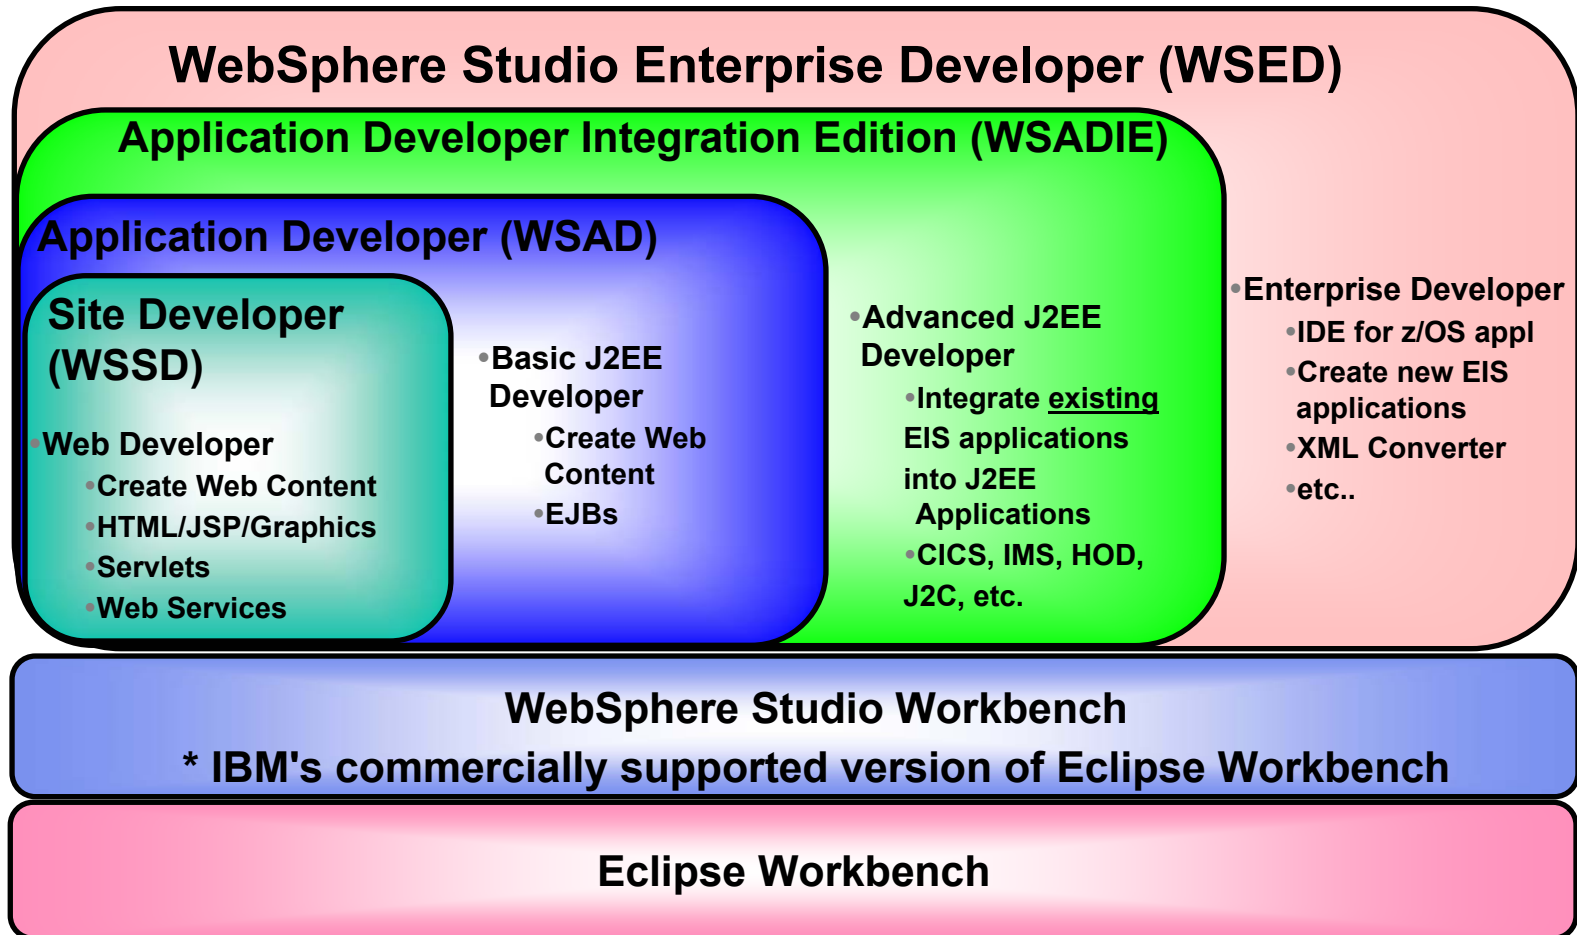 WebSphere Studio Enterprise Developer (WSED)
Application Developer Integration Edition (WSADIE)
Application Developer (WSAD)
Site Developer
(WSSD)
•Web Developer
•Create Web Content
•HTML/JSP/Graphics
•Servlets
•Web Services
•Basic J2EE
Developer
•Create Web
Content
•EJBs
•Advanced J2EE
Developer
•Integrate existing
EIS applications
into J2EE
Applications
•CICS, IMS, HOD,
J2C, etc.
•Enterprise Developer
•IDE for z/OS appl
•Create new EIS
applications
•XML Converter
•etc..
WebSphere Studio Workbench
* IBM's commercially supported version of Eclipse Workbench
Eclipse Workbench